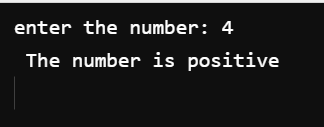 enter the number: 4
The number is positive